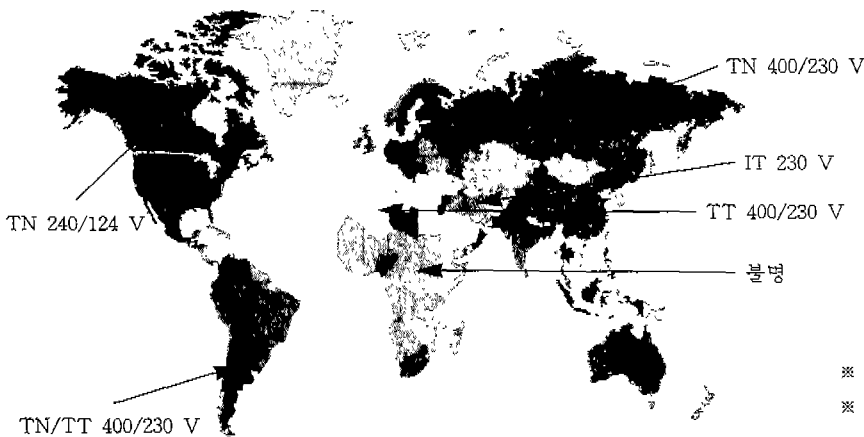 TN 400/230 V
IT 230 V
TT 400/230 V
TN 240/124 V
불명
※
※
TN/TT 400/230 V